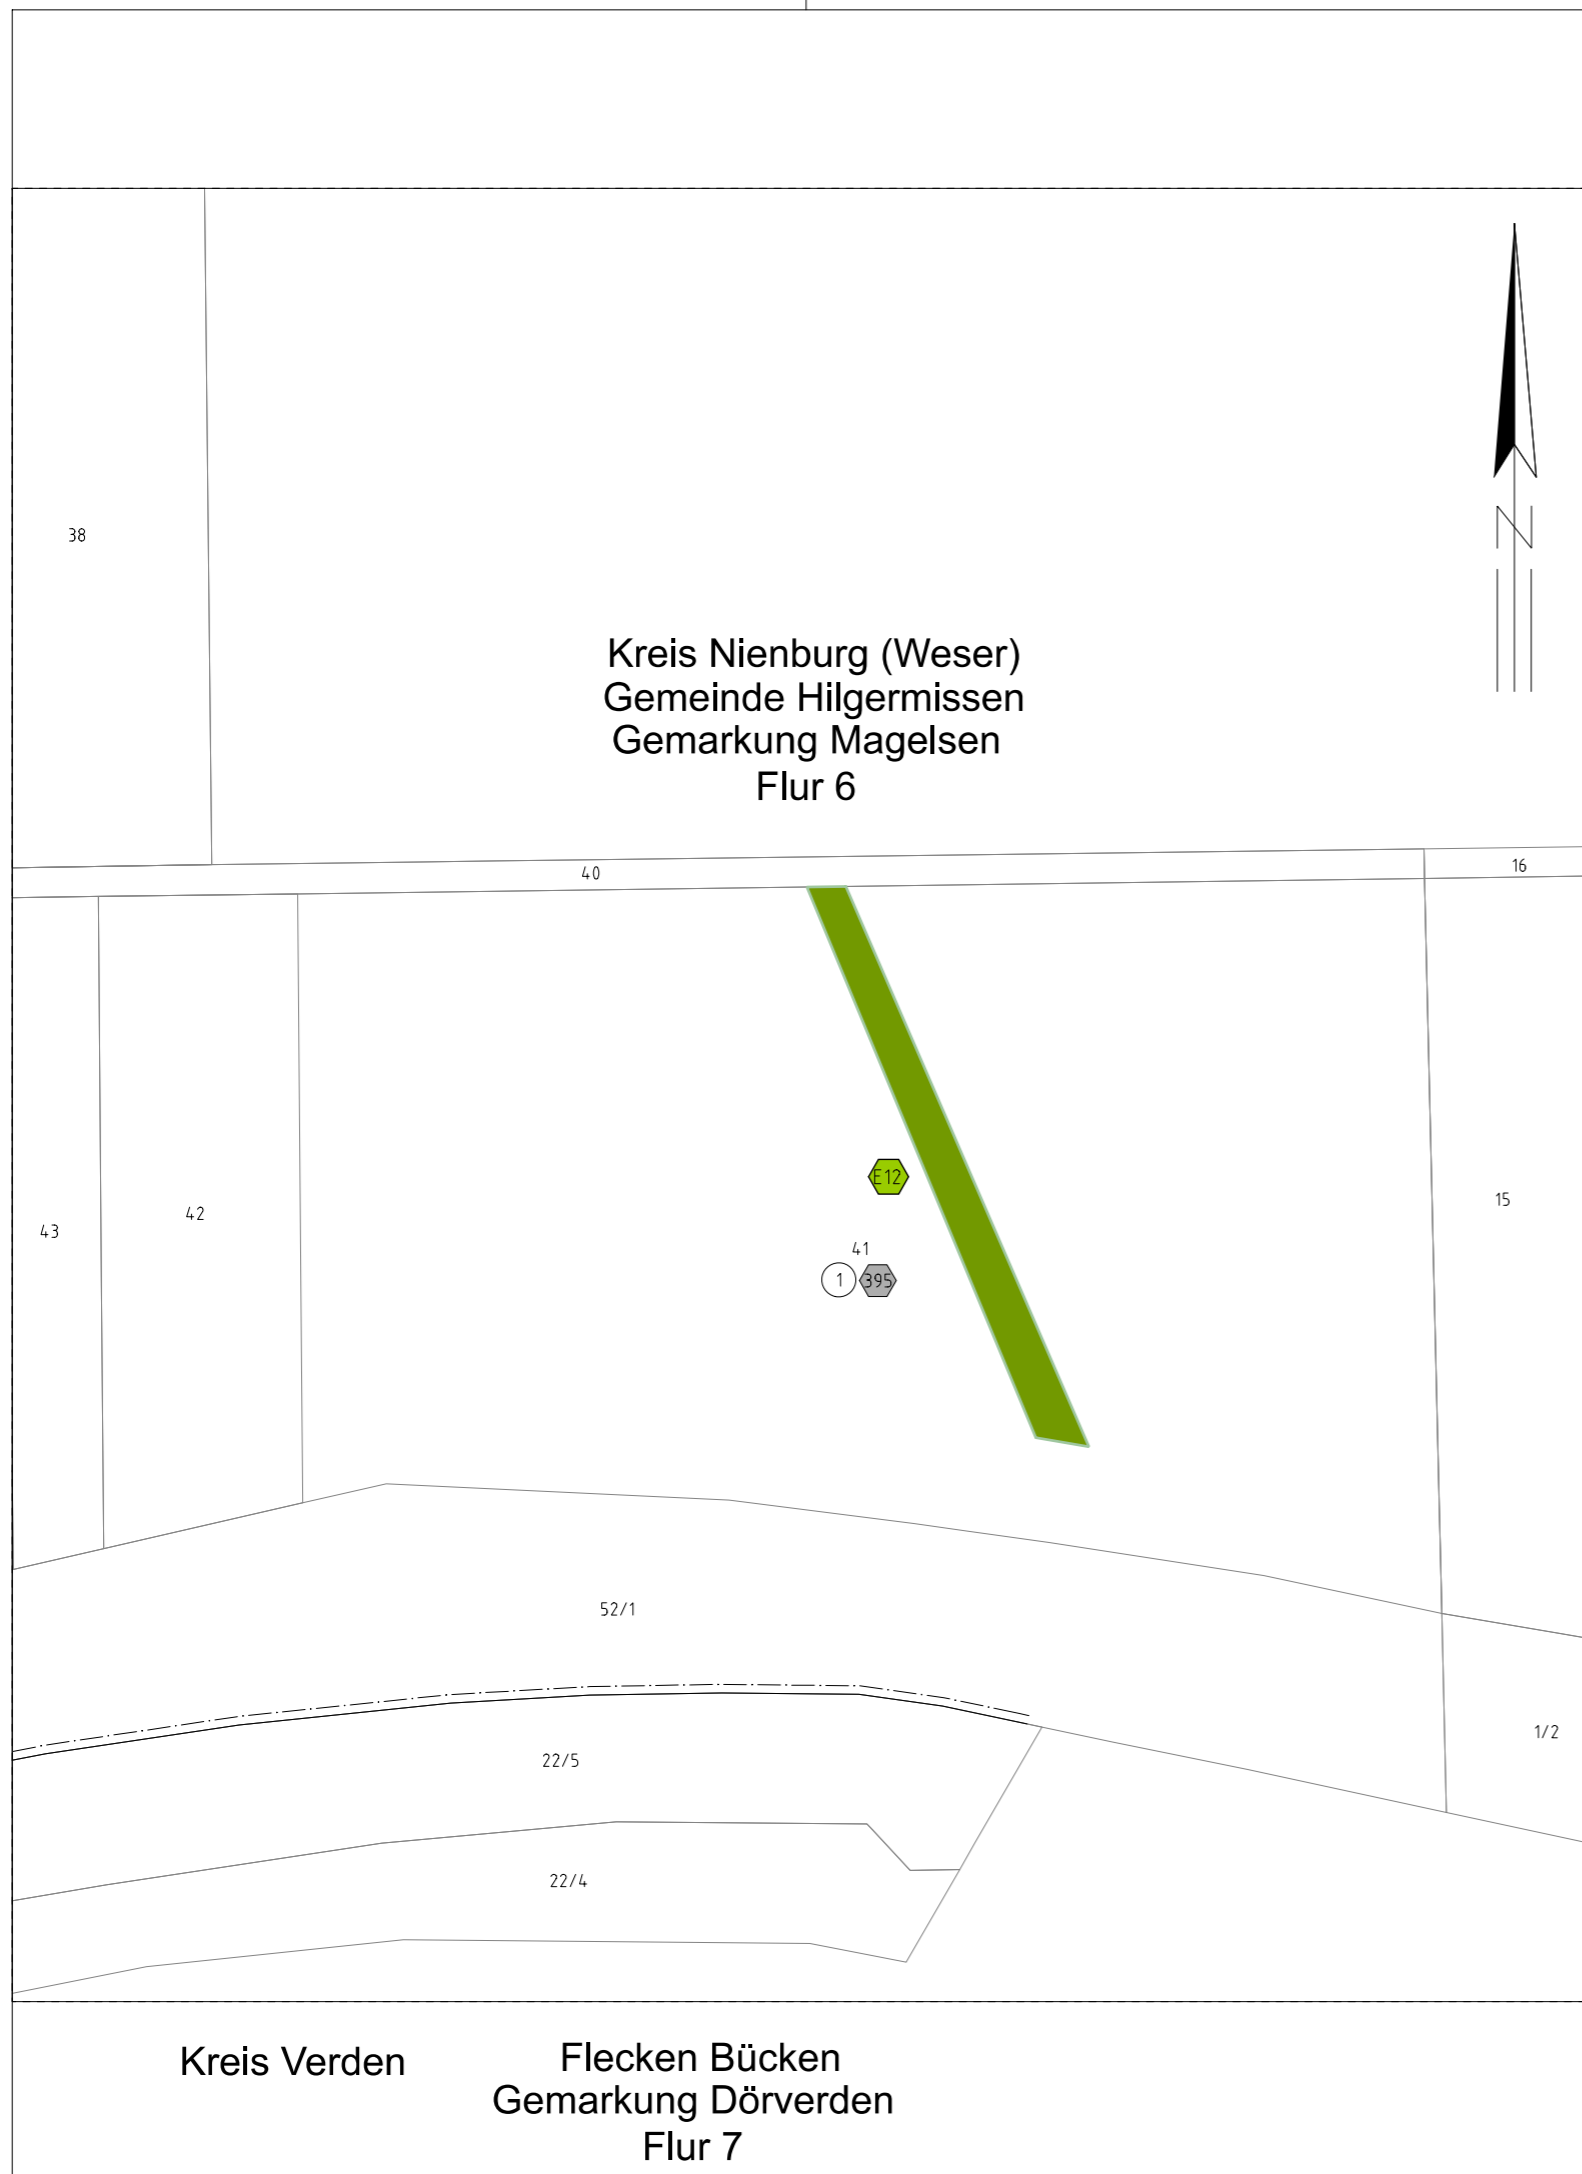 N
38
Kreis Nienburg (Weser)
Gemeinde Hilgermissen
Gemarkung Magelsen
Flur 6
40
16
E12
15
42
43
41
1 395
52/1
1/2
22/5
22/4
Kreis Verden
Flecken Bücken
Gemarkung Dörverden
Flur 7